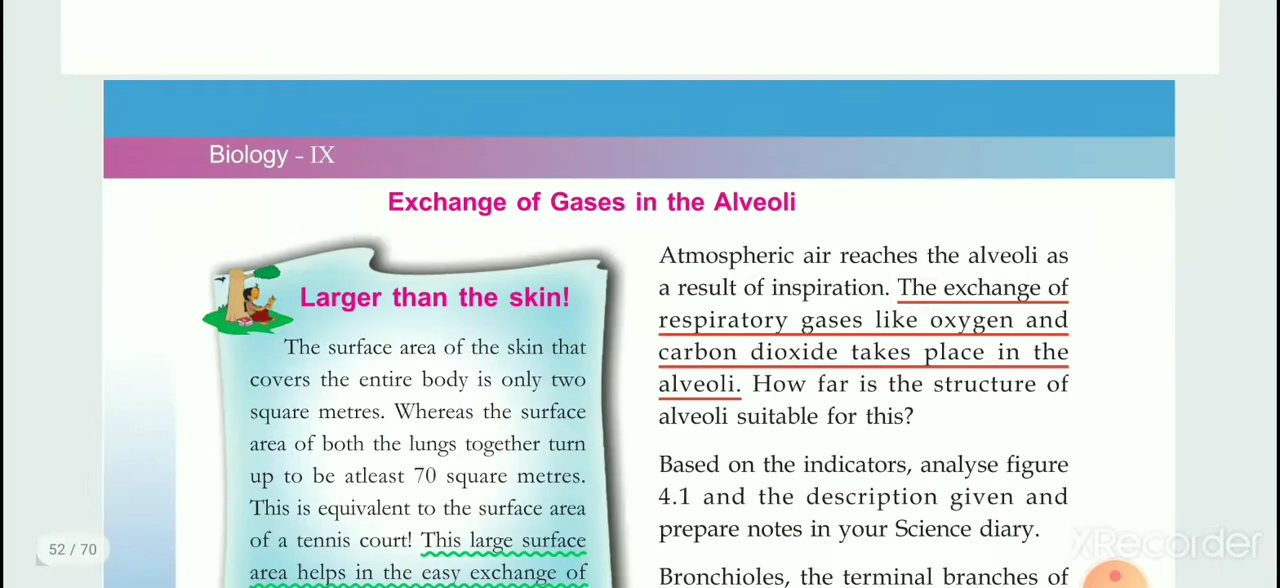 Biology - IX
Exchange of Gases in the Alveoli
Larger than the skin!
The surface area of the skin that
covers the entire body is only two
square metres. Whereas the surface
area of both the lungs together turn
up to be atleast 70 square metres.
This is equivalent to the surface area
of a tennis court! This large surface
area helps in the easy exchange of
Atmospheric air reaches the alveoli as
a result of inspiration. The exchange of
respiratory gases like oxygen and
carbon dioxide takes place in the
alveoli. How far is the structure of
alveoli suitable for this?
Based on the indicators, analyse figure
4.1 and the description given and
prepare notes in your Science diary.
Bronchioles, the terminal branches of
52 / 70
XRecorder